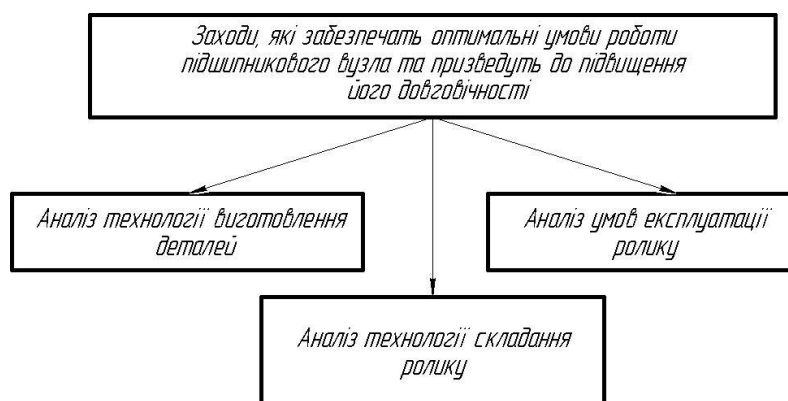 Заходи, які забезпечать оптимальні умови роботи
підшипникового вузла та призведуть до підвищення
його довговічності
Аналіз технології виготовлення
деталей
Аналіз умов експлуатації
ролику
Аналіз технології складання
ролику